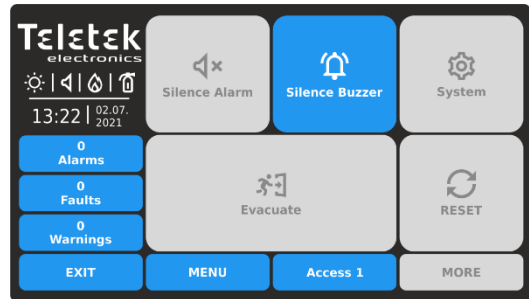 Teletek
electronics
13:22 | 02.07.
2021
0
Alarms
0
Faults
0
Warnings
Silence Alarm
Silence Buzzer
System
Evacuate
RESET
EXIT
MENU
Access 1
MORE